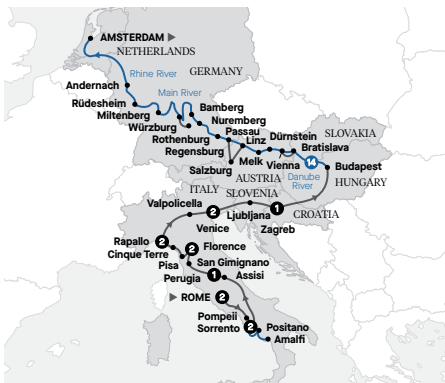 AMSTERDAM
NETHERLANDS
Rhine River
GERMANY
Andernach
Main River
Rüdesheim
Bamberg
Miltenberg
Nuremberg
Würzburg
Passau
Dürnstein
SLOVAKIA
Rothenburg
Linz
Bratislava
Regensburg
Melk
Vienna
14
Budapest
Salzburg
AUSTRIA
Danube
River
HUNGARY
ITALY
SLOVENIA
Valpolicella
2
Ljubljana
1
CROATIA
Venice
Zagreb
Rapallo
2
2
Florence
Cinque Terre
Pisa
San Gimignano
Perugia
1
Assisi
ROME
2
Pompeii
Sorrento
2
Positano
Amalfi